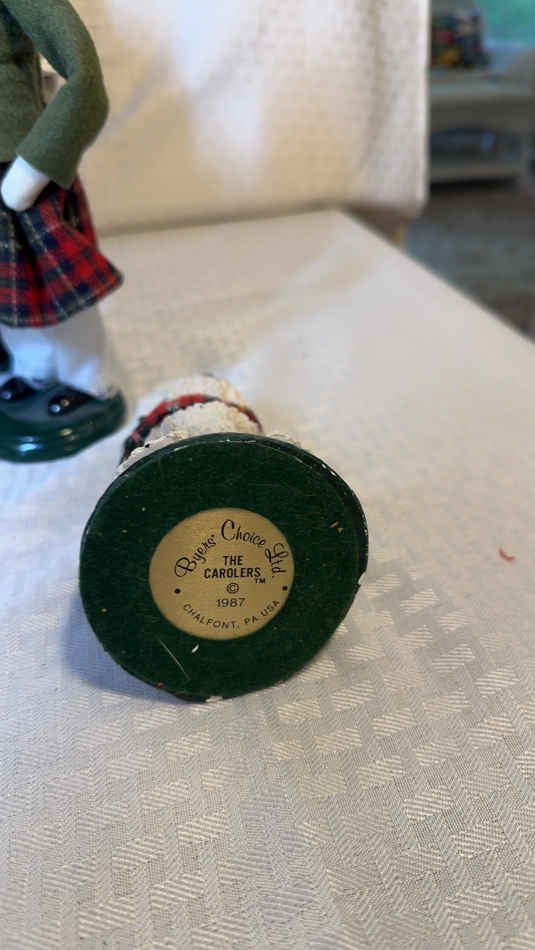 Byers' Choice Ltd.
THE
CAROLERS™
©
1987
• CHALFONT, PA USA •